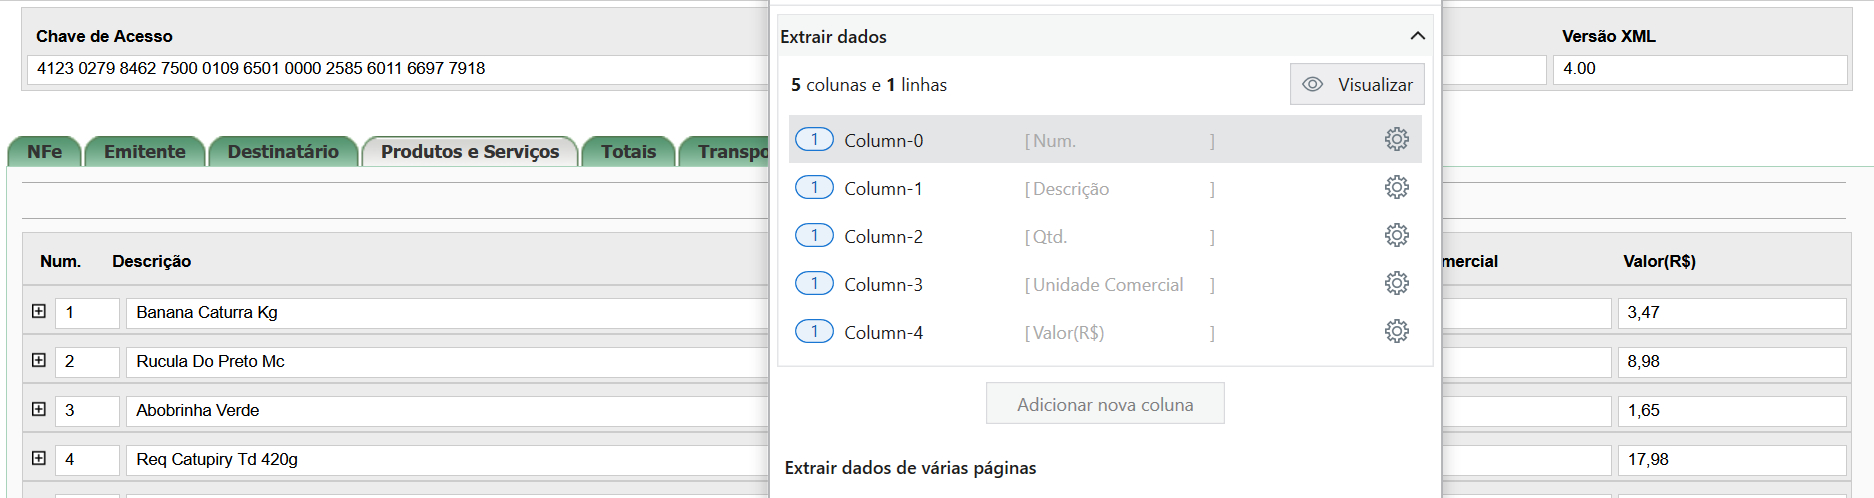 Chave de Acesso
4123 0279 8462 7500 0109 6501 0000 2585 6011 6697 7918
Versão XML
4.00
NFe
Emitente
Destinatário
Produtos e Serviços
Totais
Transpo
Num.
Descrição
mercial
Valor(R$)
1
Banana Caturra Kg
3,47
2
Rucula Do Preto Mc
8,98
3
Abobrinha Verde
1,65
4
Req Catupiry Td 420g
17,98
Extrair dados
5 colunas e 1 linhas
Visualizar
1 Column-0 [Num. ]
1 Column-1 [Descrição ]
1 Column-2 [Qtd. ]
1 Column-3 [Unidade Comercial ]
1 Column-4 [Valor(R$) ]
Adicionar nova coluna
Extrair dados de várias páginas